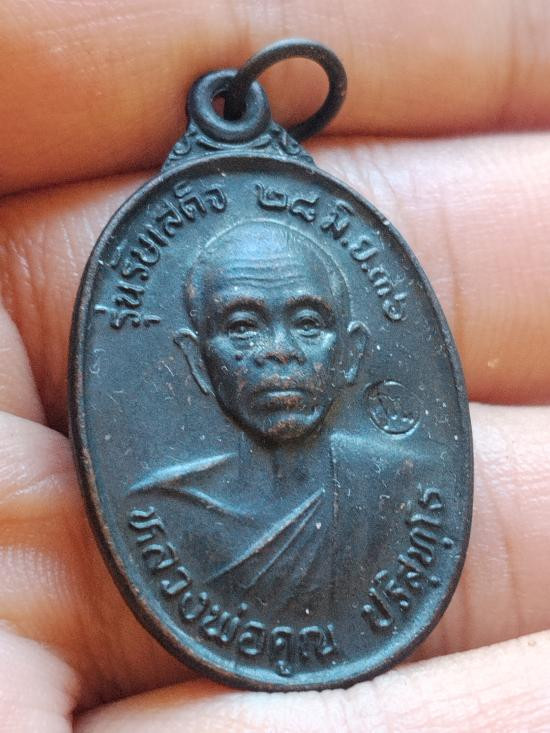 รุ่นรับเสด็จ ๒๔ มิ.ย.๓๖
หลวงพ่อคูณ ปริสุทฺโธ